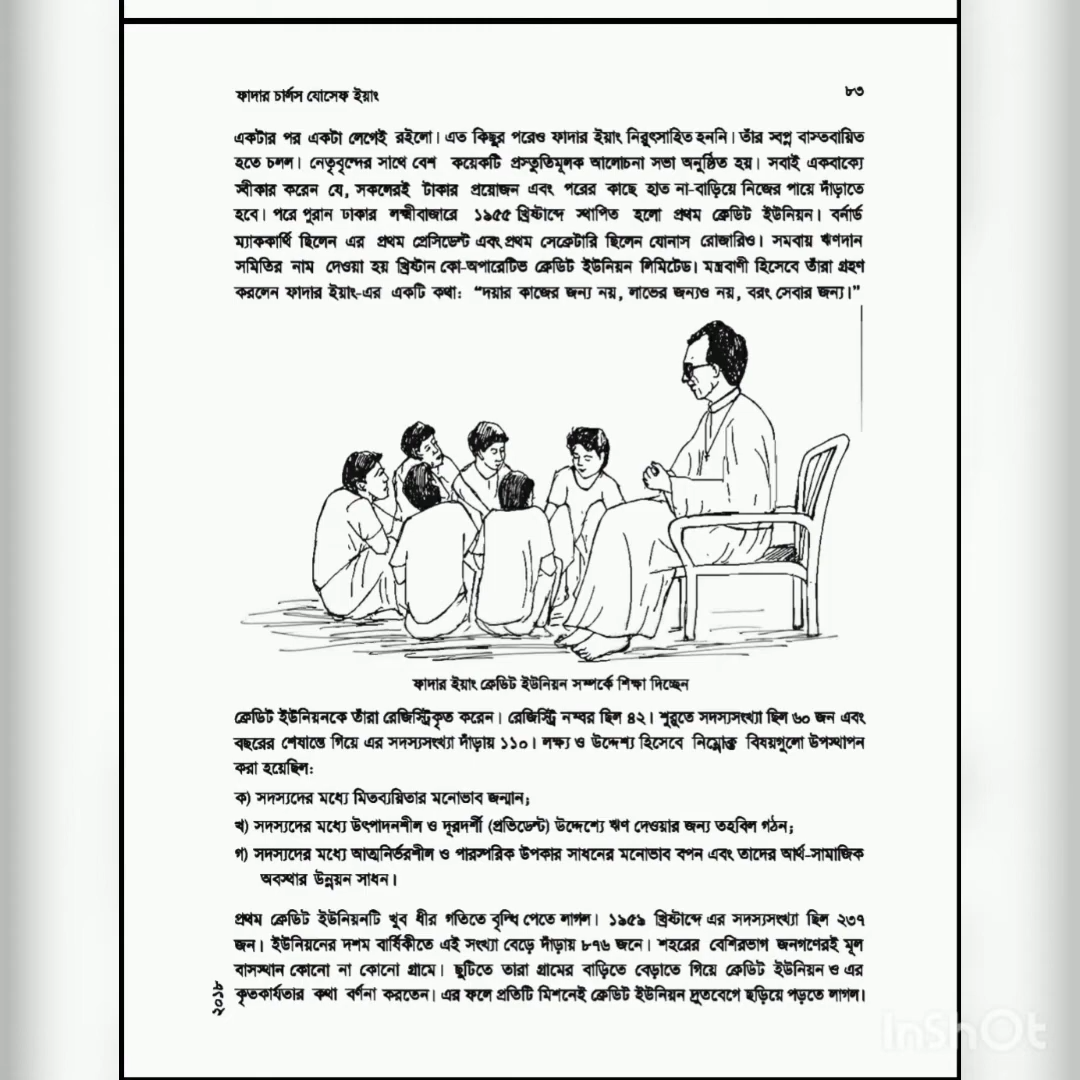 ফাদার চার্লস যোসেফ ইয়াং
৮৩
একটার পর একটা লেগেই রইলো। এত কিছুর পরেও ফাদার ইয়াং নিরুৎসাহিত হননি। তাঁর স্বপ্ন বাস্তবায়িত
হতে চলল। নেতৃবৃন্দের সাথে বেশ কয়েকটি প্রস্তুতিমূলক আলোচনা সভা অনুষ্ঠিত হয়। সবাই একবাক্যে
স্বীকার করেন যে, সকলেরই টাকার প্রয়োজন এবং পরের কাছে হাত না-বাড়িয়ে নিজের পায়ে দাঁড়াতে
হবে। পরে পুরান ঢাকার লক্ষ্মীবাজারে ১৯৫৫ খ্রিষ্টাব্দে স্থাপিত হলো প্রথম ক্রেডিট ইউনিয়ন। বর্নার্ড
ম্যাককার্থি ছিলেন এর প্রথম প্রেসিডেন্ট এবং প্রথম সেক্রেটারি ছিলেন যোনাস রোজারিও। সমবায় ঋণদান
সমিতির নাম দেওয়া হয় খ্রিষ্টান কো-অপারেটিভ ক্রেডিট ইউনিয়ন লিমিটেড। মন্ত্রবাণী হিসেবে তাঁরা গ্রহণ
করলেন ফাদার ইয়াং-এর একটি কথা: “দয়ার কাজের জন্য নয়, লাভের জন্যও নয়, বরং সেবার জন্য।”
ফাদার ইয়াং ক্রেডিট ইউনিয়ন সম্পর্কে শিক্ষা দিচ্ছেন
ক্রেডিট ইউনিয়নকে তাঁরা রেজিস্ট্রিকৃত করেন। রেজিস্ট্রি নম্বর ছিল ৪২। শুরুতে সদস্যসংখ্যা ছিল ৬০ জন এবং
বছরের শেষান্তে গিয়ে এর সদস্যসংখ্যা দাঁড়ায় ১১০। লক্ষ্য ও উদ্দেশ্য হিসেবে নিম্নোক্ত বিষয়গুলো উপস্থাপন
করা হয়েছিল:
ক) সদস্যদের মধ্যে মিতব্যয়িতার মনোভাব জন্মান;
খ) সদস্যদের মধ্যে উৎপাদনশীল ও দূরদর্শী (প্রভিডেন্ট) উদ্দেশ্যে ঋণ দেওয়ার জন্য তহবিল গঠন;
গ) সদস্যদের মধ্যে আত্মনির্ভরশীল ও পারস্পরিক উপকার সাধনের মনোভাব বপন এবং তাদের আর্থ-সামাজিক
অবস্থার উন্নয়ন সাধন।
প্রথম ক্রেডিট ইউনিয়নটি খুব ধীর গতিতে বৃদ্ধি পেতে লাগল। ১৯৫৯ খ্রিষ্টাব্দে এর সদস্যসংখ্যা ছিল ২৩৭
জন। ইউনিয়নের দশম বার্ষিকীতে এই সংখ্যা বেড়ে দাঁড়ায় ৮৭৬ জনে। শহরের বেশিরভাগ জনগণেরই মূল
বাসস্থান কোনো না কোনো গ্রামে। ছুটিতে তারা গ্রামের বাড়িতে বেড়াতে গিয়ে ক্রেডিট ইউনিয়ন ও এর
কৃতকার্যতার কথা বর্ণনা করতেন। এর ফলে প্রতিটি মিশনেই ক্রেডিট ইউনিয়ন দ্রুতবেগে ছড়িয়ে পড়তে লাগল।
২০১৮
InShOt